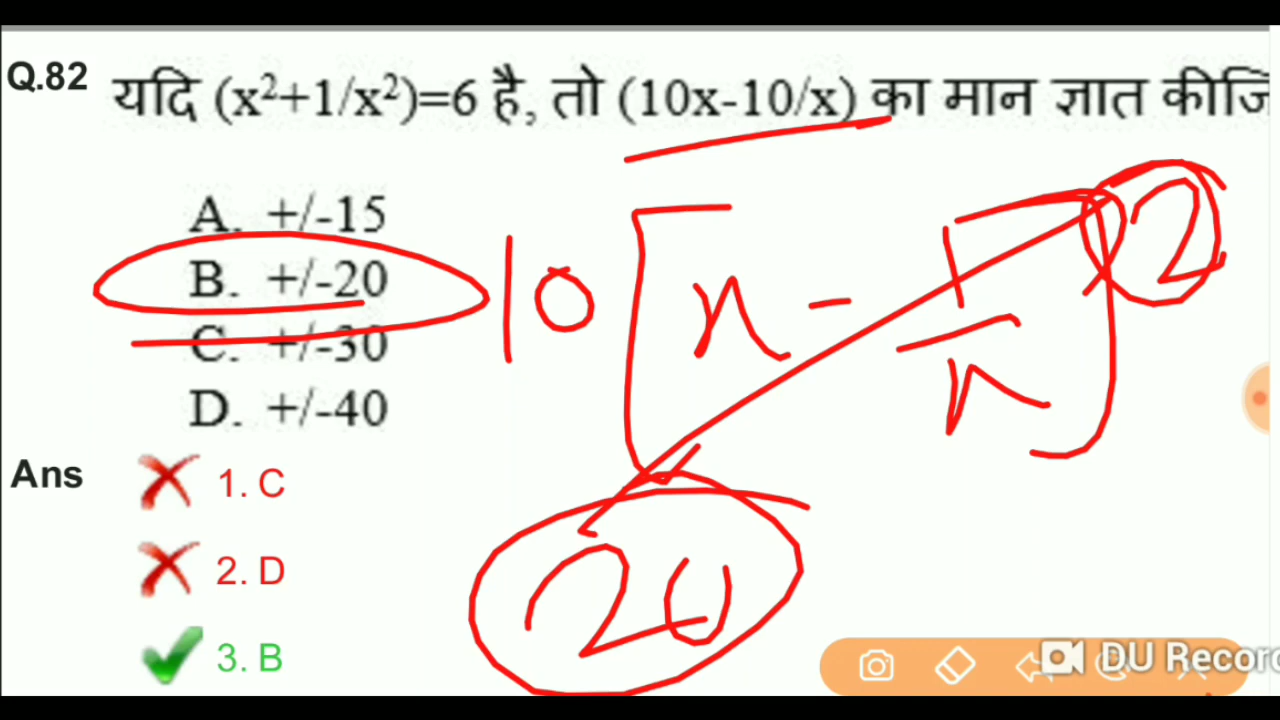 Q.82 यदि (x²+1/x²)=6 है, तो (10x-10/x) का मान ज्ञात
A. +/-15
B. +/-20
C. +/-30
D. +/-40
10[x - 1/x] 2
20
Ans
1. C
2. D
3. B
DU Record